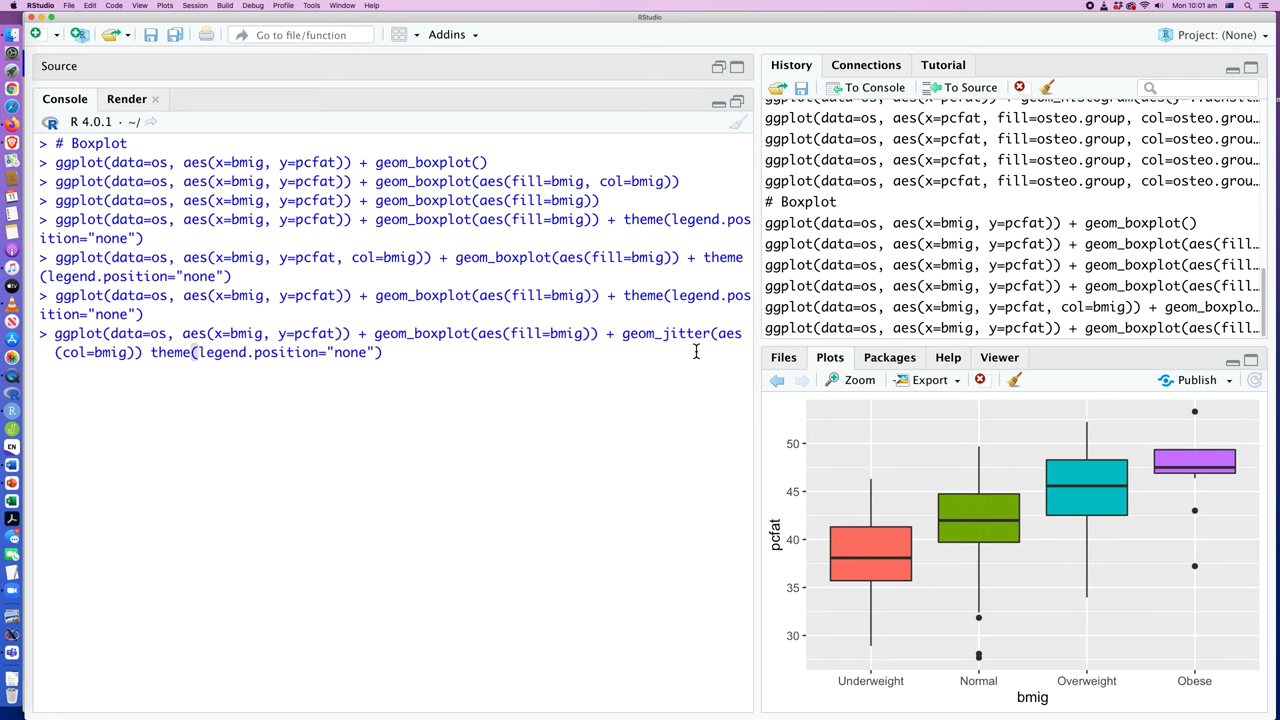 RStudio File Edit Code View Plots Session Build Debug Profile Tools Window Help Mon 10:01 am
RStudio
Go to file/function Addins Project: (None)
Source
Console Render
R 4.0.1 · ~/
> # Boxplot
> ggplot(data=os, aes(x=bmig, y=pcfat)) + geom_boxplot()
> ggplot(data=os, aes(x=bmig, y=pcfat)) + geom_boxplot(aes(fill=bmig, col=bmig))
> ggplot(data=os, aes(x=bmig, y=pcfat)) + geom_boxplot(aes(fill=bmig))
> ggplot(data=os, aes(x=bmig, y=pcfat)) + geom_boxplot(aes(fill=bmig)) + theme(legend.pos
ition="none")
> ggplot(data=os, aes(x=bmig, y=pcfat, col=bmig)) + geom_boxplot(aes(fill=bmig)) + theme
(legend.position="none")
> ggplot(data=os, aes(x=bmig, y=pcfat)) + geom_boxplot(aes(fill=bmig)) + theme(legend.pos
ition="none")
> ggplot(data=os, aes(x=bmig, y=pcfat)) + geom_boxplot(aes(fill=bmig)) + geom_jitter(aes
(col=bmig)) theme(legend.position="none")
History Connections Tutorial
To Console To Source
ggplot(data=os, aes(x=pcfat, fill=osteo.group, col=osteo.grou…
ggplot(data=os, aes(x=pcfat, fill=osteo.group, col=osteo.grou…
ggplot(data=os, aes(x=pcfat, fill=osteo.group, col=osteo.grou…
ggplot(data=os, aes(x=pcfat, fill=osteo.group, col=osteo.grou…
# Boxplot
ggplot(data=os, aes(x=bmig, y=pcfat)) + geom_boxplot()
ggplot(data=os, aes(x=bmig, y=pcfat)) + geom_boxplot(aes(fill…
ggplot(data=os, aes(x=bmig, y=pcfat)) + geom_boxplot(aes(fill…
ggplot(data=os, aes(x=bmig, y=pcfat)) + geom_boxplot(aes(fill…
ggplot(data=os, aes(x=bmig, y=pcfat, col=bmig)) + geom_boxplo…
ggplot(data=os, aes(x=bmig, y=pcfat)) + geom_boxplot(aes(fill…
Files Plots Packages Help Viewer
Zoom Export Publish
50
45
40
35
30
pcfat
Underweight Normal Overweight Obese
bmig
EN